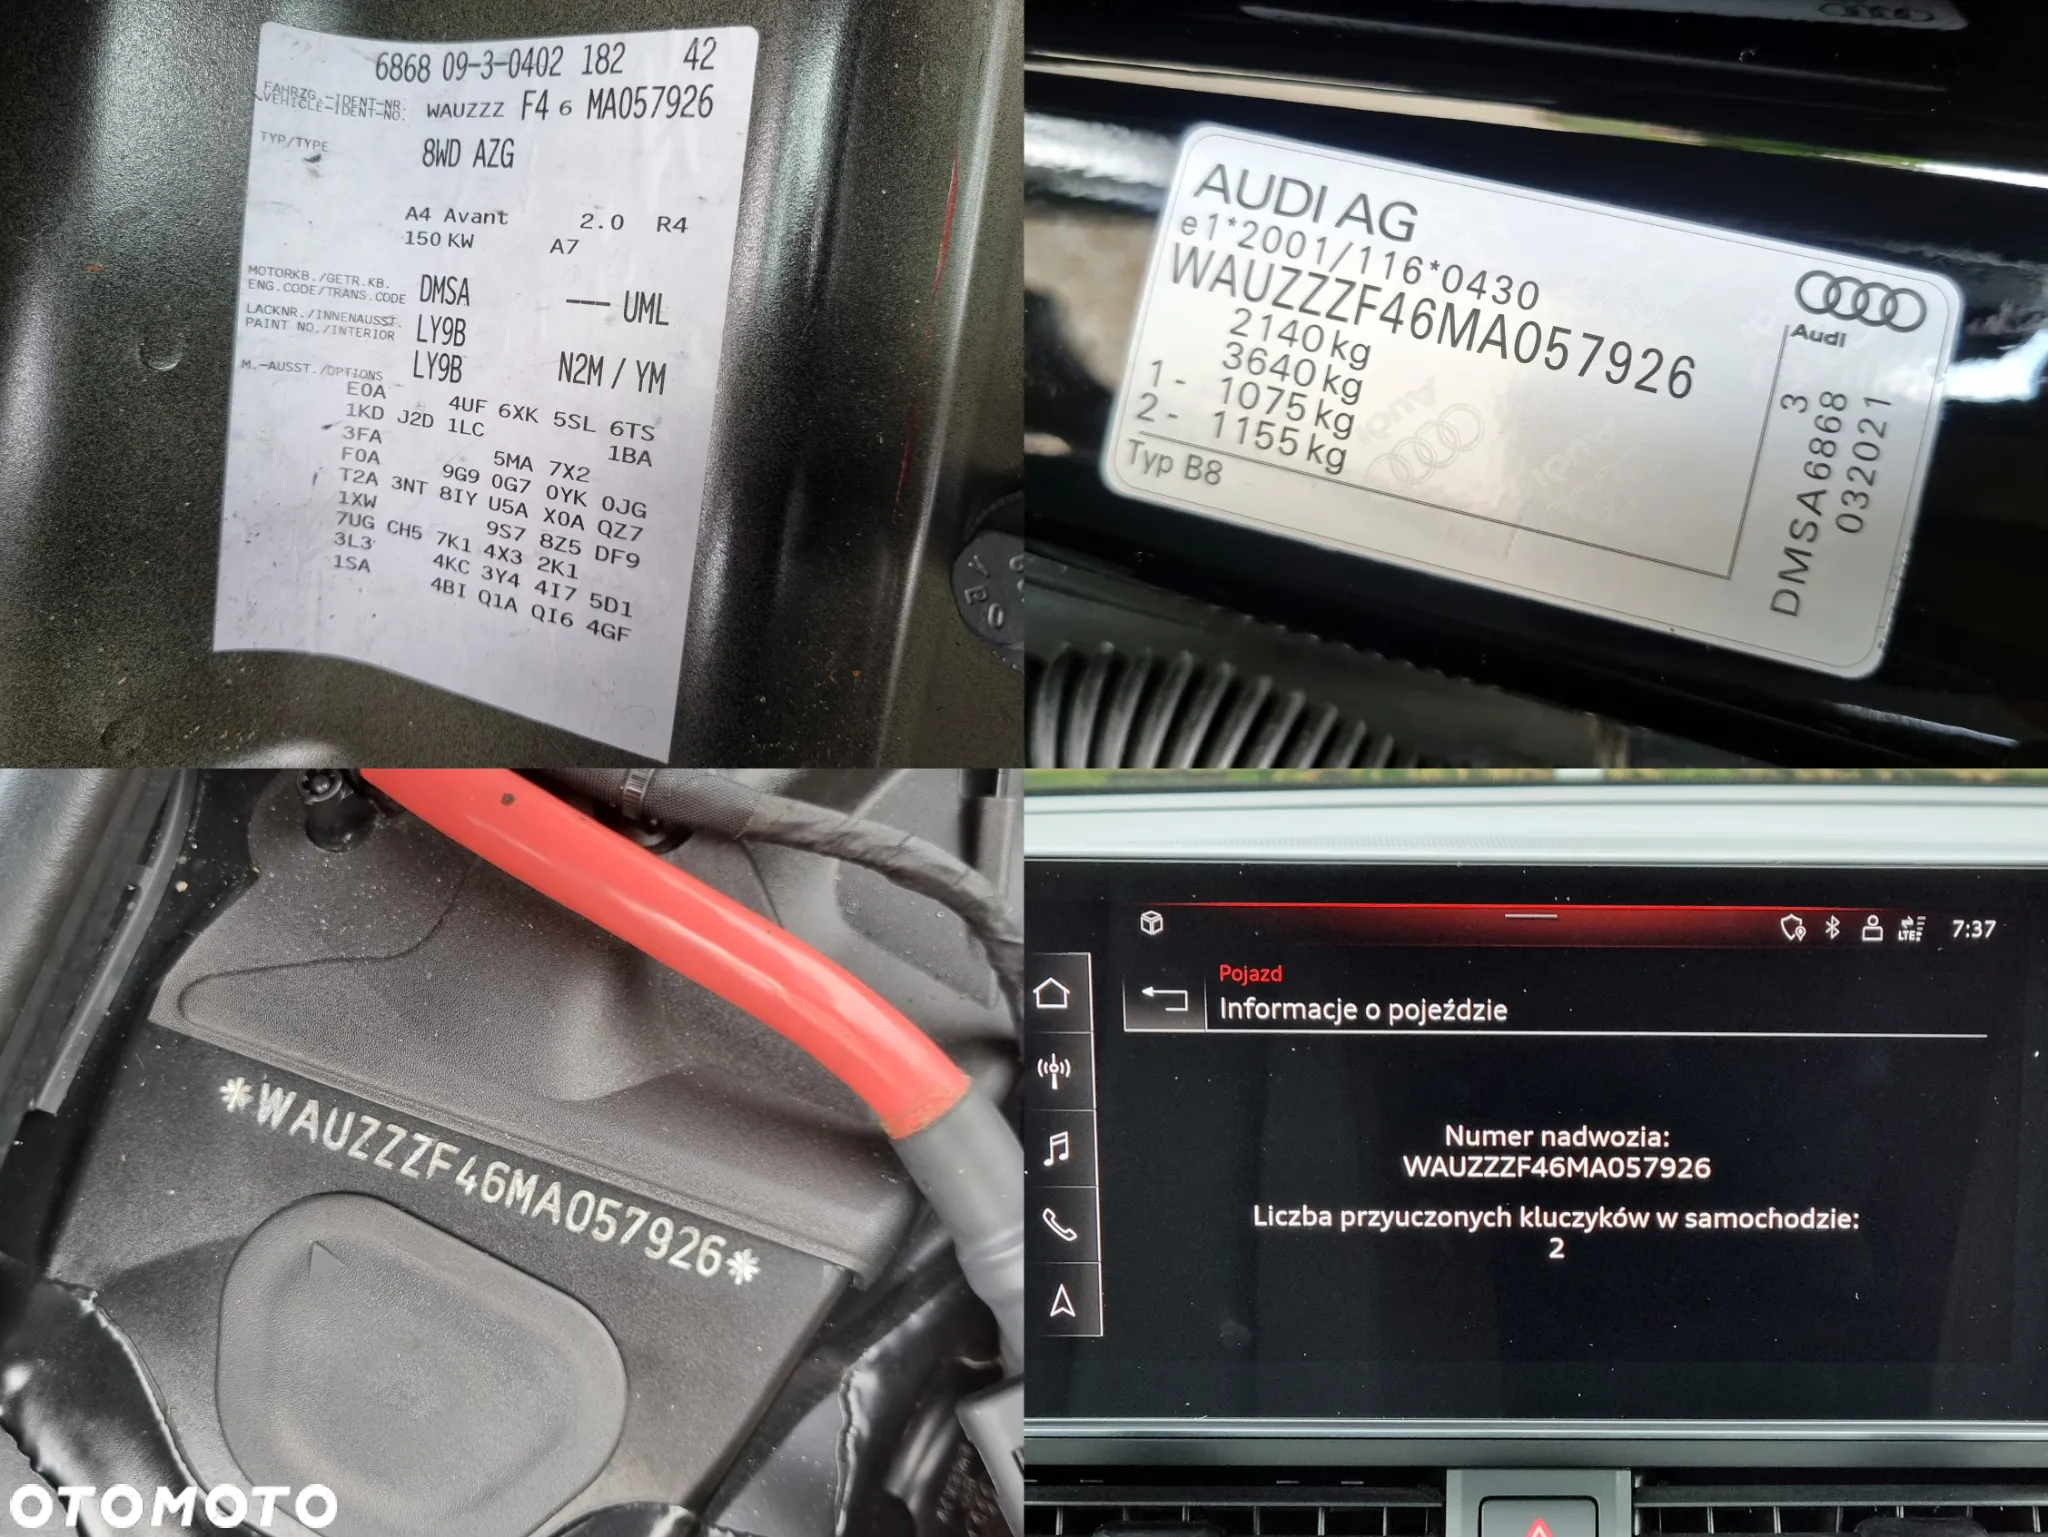 6868 09-3-0402 182 42
FAHRZG.-IDENT-NR.
VEHICLE-IDENT-NO. WAUZZZ F4 6 MA057926
TYP/TYPE 8WD AZG
A4 Avant 2.0 R4
150 KW A7
MOTORKB./GETR.KB.
ENG.CODE/TRANS.CODE DMSA --- UML
LACKNR./INNENAUSST.
PAINT NO./INTERIOR LY9B
LY9B N2M / YM
M.-AUSST./OPTIONS
E0A 4UF 6XK 5SL 6TS
1KD J2D 1LC 1BA
3FA 5MA 7X2
F0A 9G9 0G7 0YK 0JG
T2A 3NT 8IY U5A X0A QZ7
1XW 9S7 8Z5 DF9
7UG CH5 7K1 4X3 2K1
3L3 4KC 3Y4 4I7 5D1
1SA 4BI Q1A QI6 4GF
AUDI AG
e1*2001/116*0430
WAUZZZF46MA057926
2140 kg
3640 kg
1 - 1075 kg
2 - 1155 kg
Typ B8
Audi
3
DMSA6868
032021
*WAUZZZF46MA057926*
LTE
7:37
Pojazd
Informacje o pojeździe
Numer nadwozia:
WAUZZZF46MA057926
Liczba przyuczonych kluczyków w samochodzie:
2
OTOMOTO